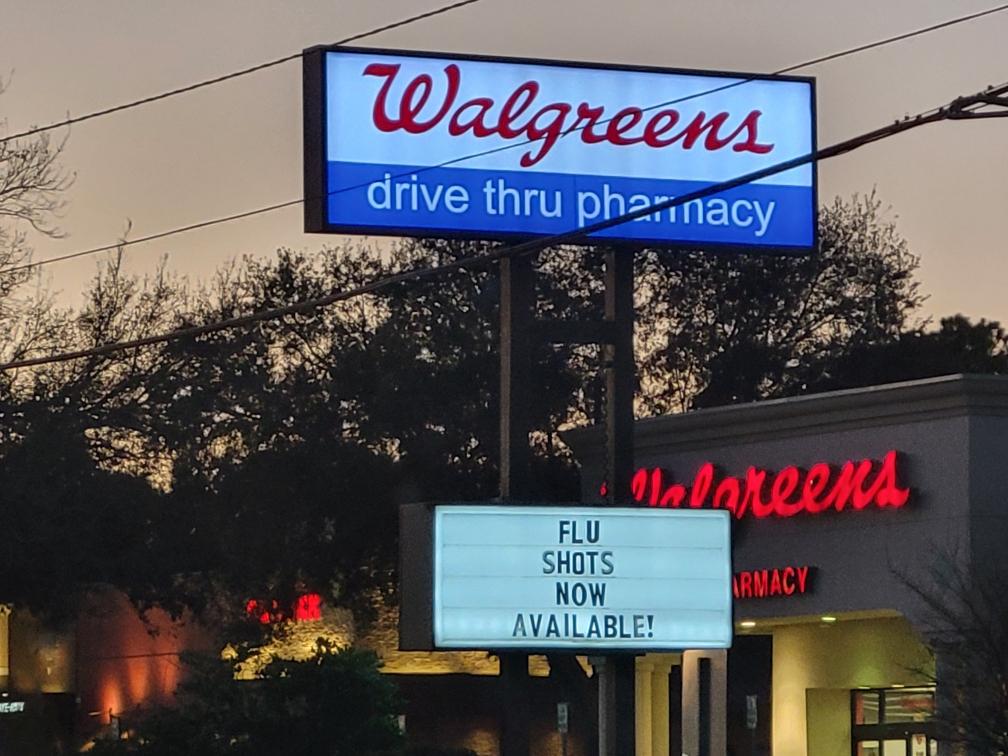 Walgreens
drive thru pharmacy
Walgreens
FLU
SHOTS
NOW
AVAILABLE!
ARMACY